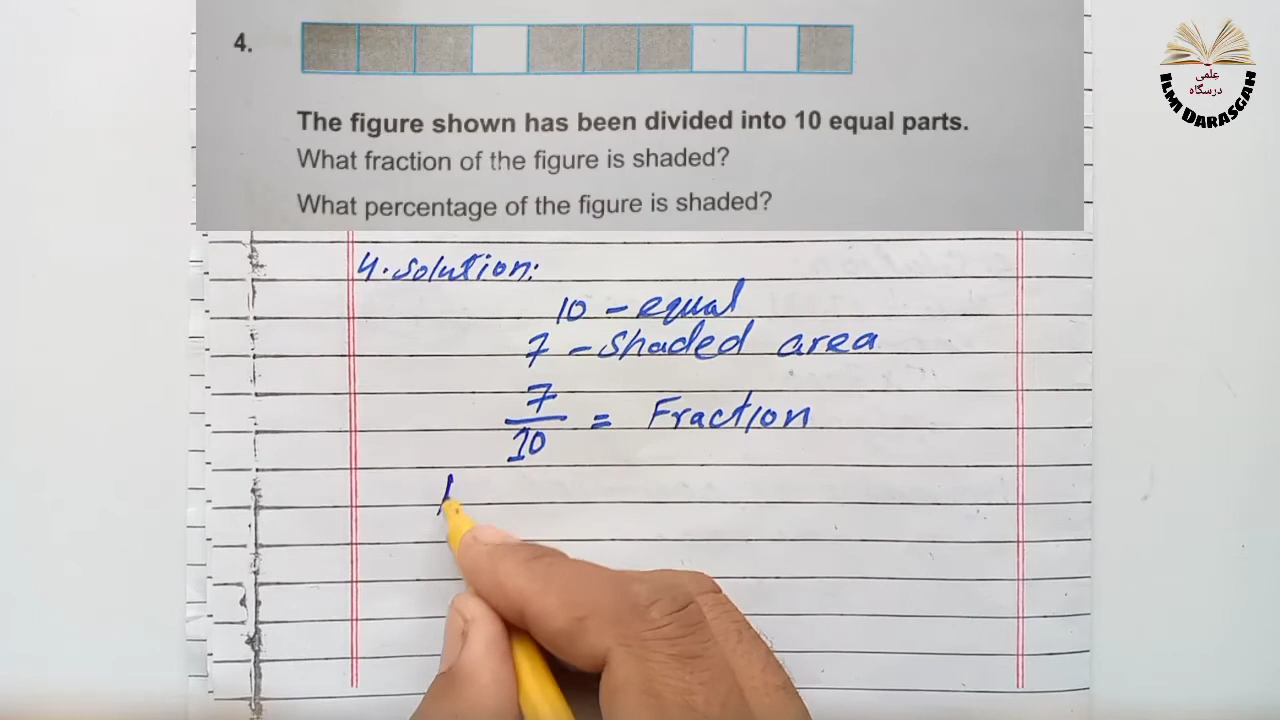 4.
The figure shown has been divided into 10 equal parts.
What fraction of the figure is shaded?
What percentage of the figure is shaded?
علمی
درسگاہ
ILMI DARASGAH
4. Solution:
10 - equal
7 - Shaded area
7
10 = Fraction